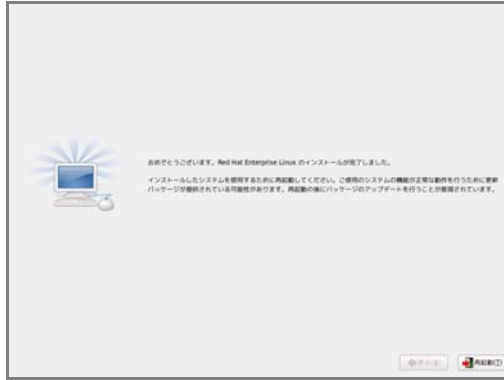 おめでとうございます。Red Hat Enterprise Linux のインストールが完了しました。
インストールしたシステムを使用するために再起動してください。ご使用のシステムの機能が正常な動作を行うために更新
パッケージが提供されている可能性があります。再起動の後にパッケージのアップデートを行うことが推奨されています。
戻る(B)
再起動(T)